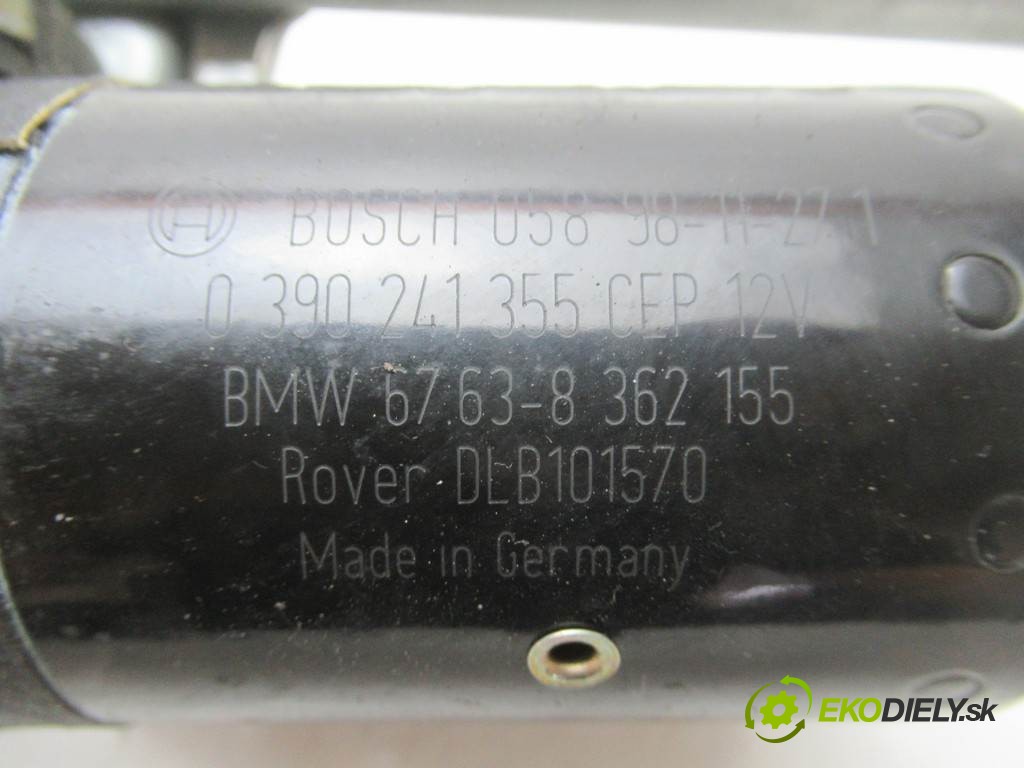 BOSCH 058 98-11-27.1
0 390 241 355 CEP 12V
BMW 67.63-8 362 155
Rover DLB101570
Made in Germany
EKODIELY.sk